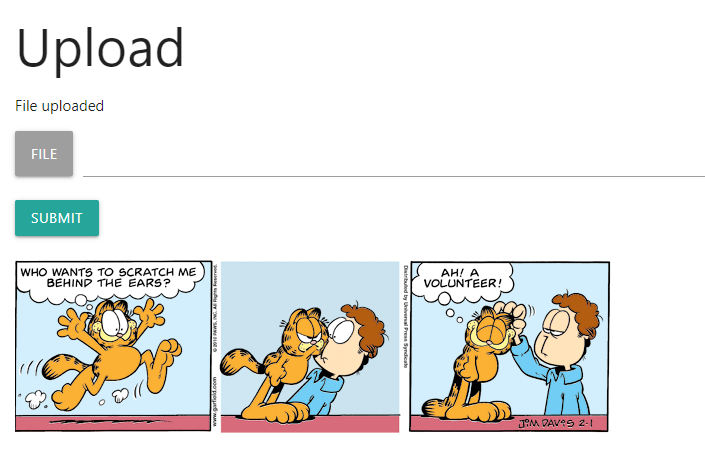 Upload
File uploaded
FILE
SUBMIT
WHO WANTS TO SCRATCH ME
BEHIND THE EARS?
www.garfield.com
© 2010 PAWS, INC. All Rights Reserved.
Distributed by Universal Press Syndicate
AH! A
VOLUNTEER!
JIM DAVIS 2-1